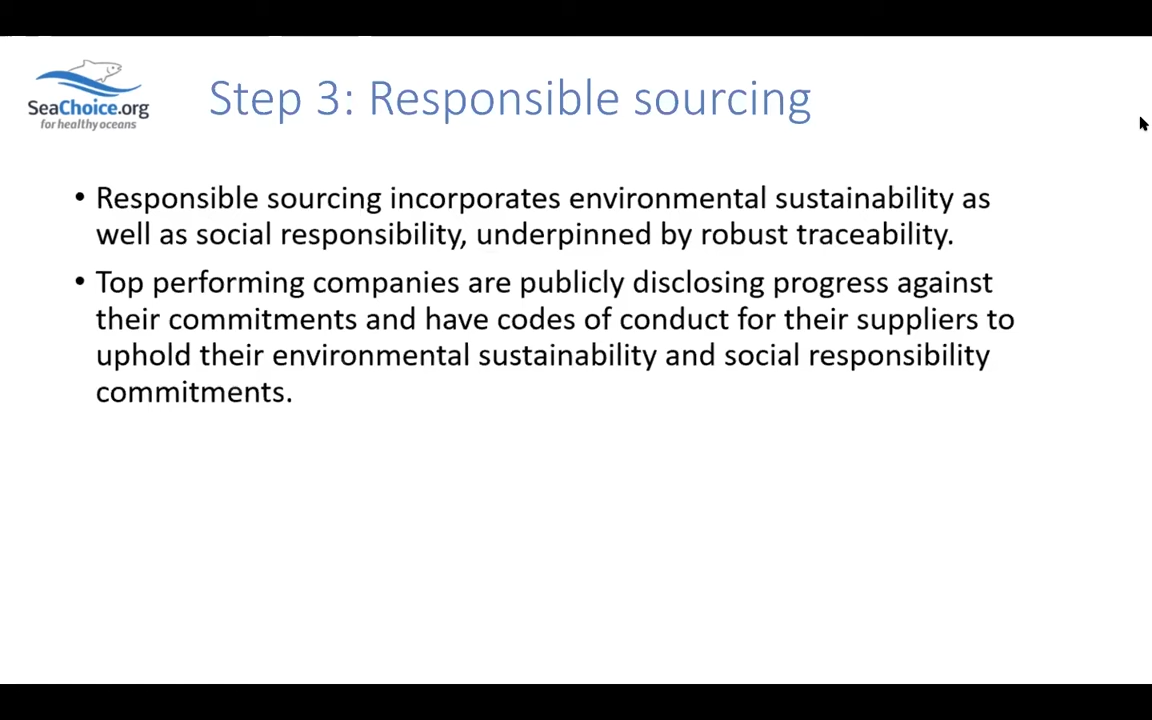 SeaChoice.org
for healthy oceans
Step 3: Responsible sourcing
• Responsible sourcing incorporates environmental sustainability as
well as social responsibility, underpinned by robust traceability.
• Top performing companies are publicly disclosing progress against
their commitments and have codes of conduct for their suppliers to
uphold their environmental sustainability and social responsibility
commitments.